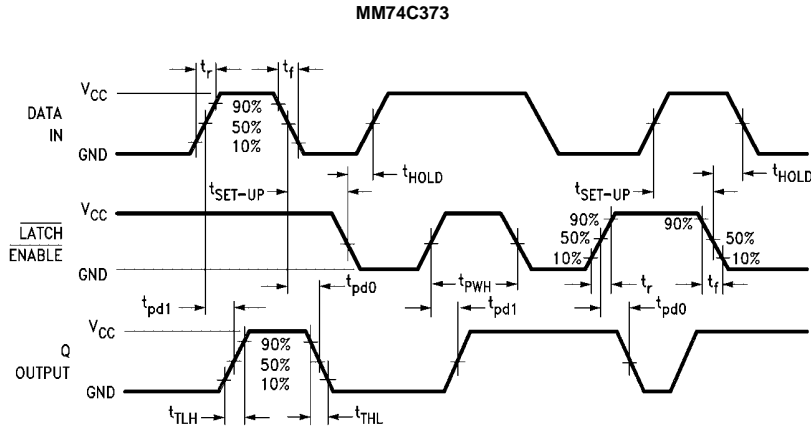 MM74C373
tr
tf
VCC
DATA
IN
90%
50%
10%
GND
tHOLD
tSET-UP
tHOLD
tSET-UP
VCC
LATCH
ENABLE
GND
90%
50%
10%
90%
50%
10%
tpd1
tpd0
tPWH
tpd1
tr
tpd0
tf
VCC
Q
OUTPUT
90%
50%
10%
GND
tTLH
tTHL